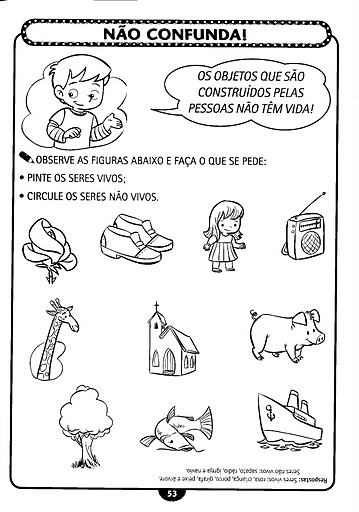 NÃO CONFUNDA!
OS OBJETOS QUE SÃO
CONSTRUÍDOS PELAS
PESSOAS NÃO TÊM VIDA!
OBSERVE AS FIGURAS ABAIXO E FAÇA O QUE SE PEDE:
• PINTE OS SERES VIVOS;
• CIRCULE OS SERES NÃO VIVOS.
Respostas: Seres vivos: rosa, criança, porco, girafa, peixe e árvore.
Seres não vivos: sapato, rádio, igreja e navio.
53